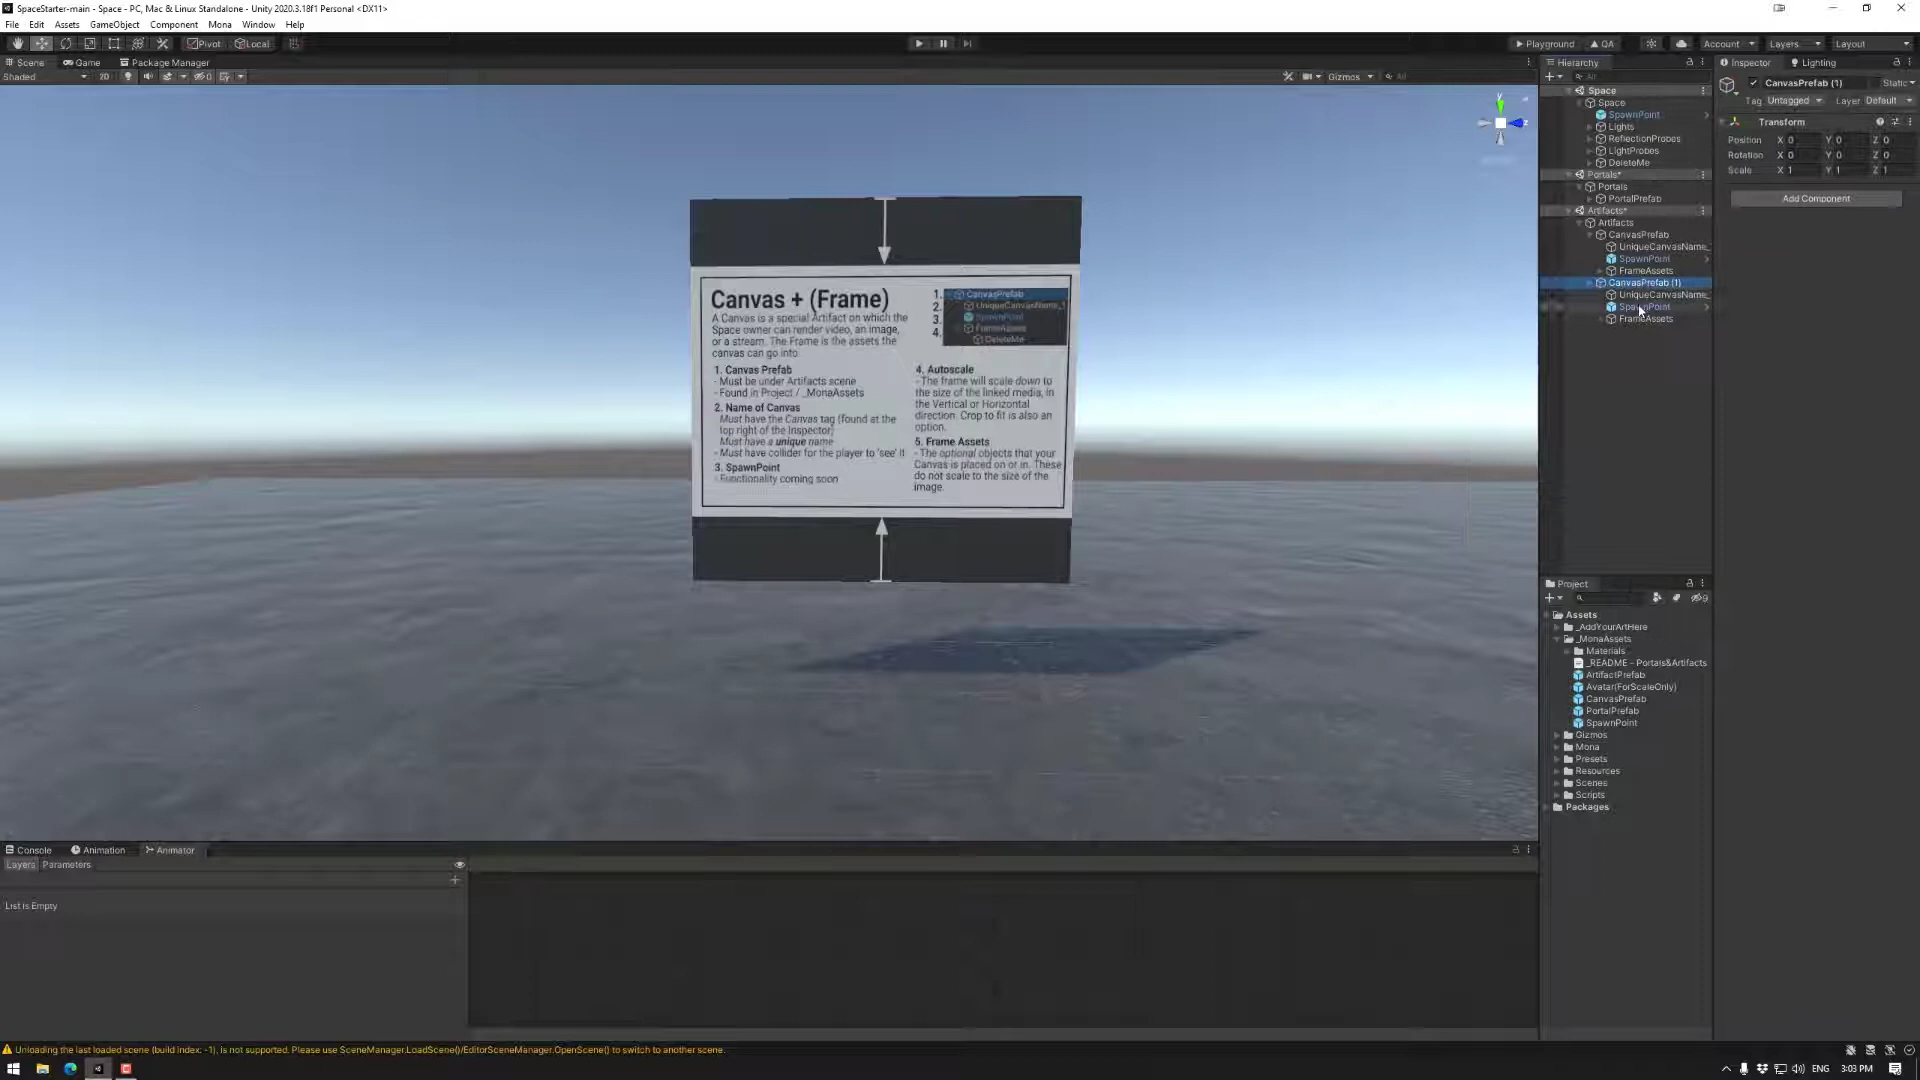 SpaceStarter-main - Space - PC, Mac & Linux Standalone - Unity 2020.3.18f1 Personal <DX11>
File Edit Assets GameObject Component Mona Window Help
Pivot Local
Playground QA Account Layers Layout
Scene Game Package Manager
Shaded 2D 0 Gizmos All
Canvas + (Frame)
A Canvas is a special Artifact on which the
Space owner can render video, an image,
or a stream. The Frame is the assets the
canvas can go into.
1. Canvas Prefab
- Must be under Artifacts scene
- Found in Project / _MonaAssets
2. Name of Canvas
Must have the Canvas tag (found at the
top right of the Inspector)
Must have a unique name
- Must have collider for the player to 'see' it
3. SpawnPoint
- Functionality coming soon
1. CanvasPrefab
2. UniqueCanvasName_1
3. SpawnPoint
4. FrameAssets
DeleteMe
4. Autoscale
- The frame will scale down to
the size of the linked media, in
the Vertical or Horizontal
direction. Crop to fit is also an
option.
5. Frame Assets
- The optional objects that your
Canvas is placed on or in. These
do not scale to the size of the
image.
y
z
Hierarchy
All
Space
Space
SpawnPoint
Lights
ReflectionProbes
LightProbes
DeleteMe
Portals*
Portals
PortalPrefab
Artifacts*
Artifacts
CanvasPrefab
UniqueCanvasName_
SpawnPoint
FrameAssets
CanvasPrefab (1)
UniqueCanvasName_
SpawnPoint
FrameAssets
Inspector Lighting
CanvasPrefab (1) Static
Tag Untagged Layer Default
Transform
Position X 0 Y 0 Z 0
Rotation X 0 Y 0 Z 0
Scale X 1 Y 1 Z 1
Add Component
Project
9
Assets
_AddYourArtHere
_MonaAssets
Materials
_README - Portals&Artifacts
ArtifactPrefab
Avatar(ForScaleOnly)
CanvasPrefab
PortalPrefab
SpawnPoint
Gizmos
Mona
Presets
Resources
Scenes
Scripts
Packages
Console Animation Animator
Layers Parameters
List is Empty
Unloading the last loaded scene (build index: -1), is not supported. Please use SceneManager.LoadScene()/EditorSceneManager.OpenScene() to switch to another scene.
ENG 3:03 PM